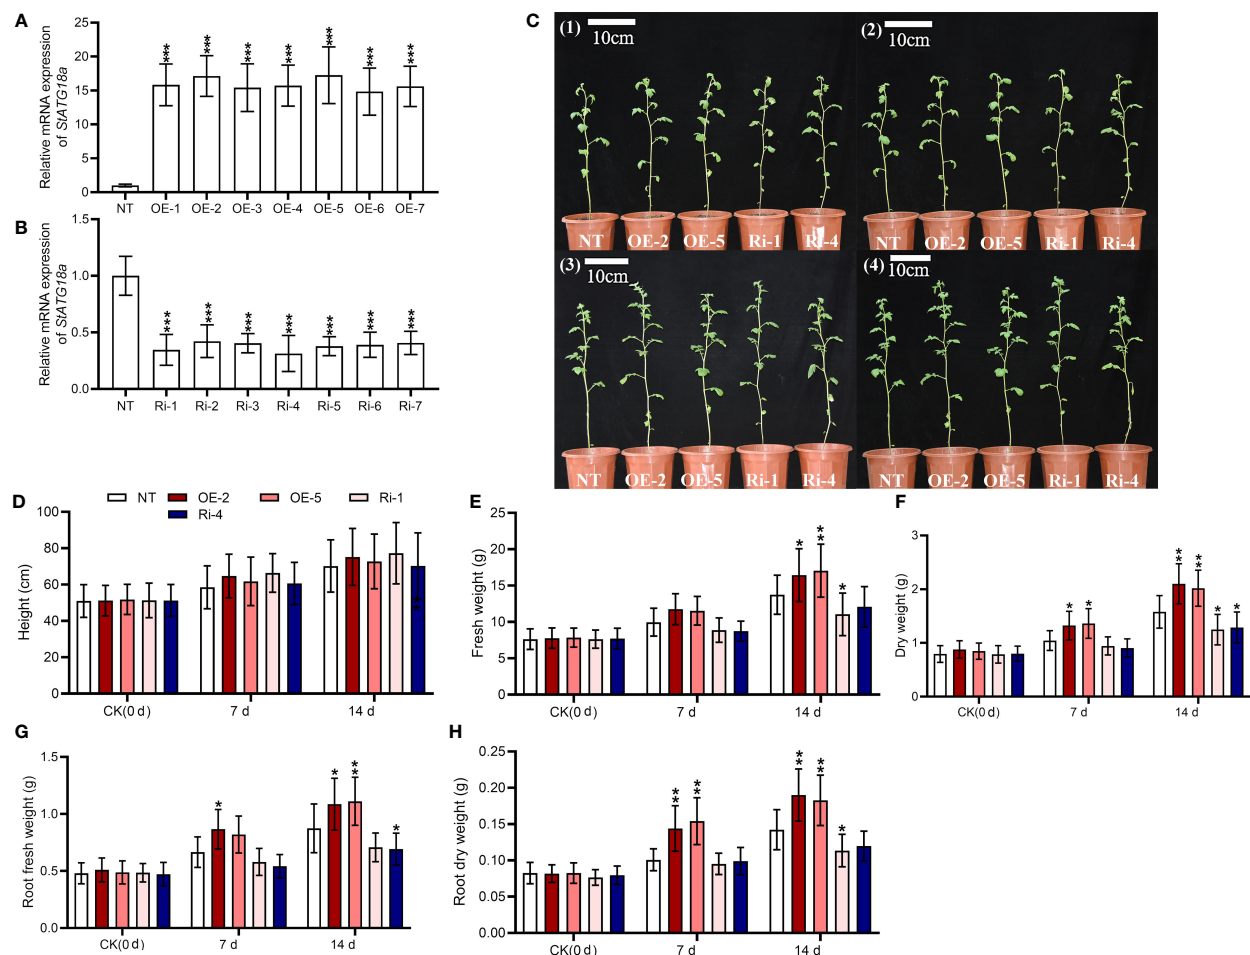 A
Relative mRNA expression
of StATG18a
25
20
15
10
5
0
***
***
***
***
***
***
***
NT OE-1 OE-2 OE-3 OE-4 OE-5 OE-6 OE-7
B
Relative mRNA expression
of StATG18a
1.5
1.0
0.5
0.0
***
***
***
***
***
***
***
NT Ri-1 Ri-2 Ri-3 Ri-4 Ri-5 Ri-6 Ri-7
C
(1)
10cm
NT OE-2 OE-5 Ri-1 Ri-4
(2)
10cm
NT OE-2 OE-5 Ri-1 Ri-4
(3)
10cm
NT OE-2 OE-5 Ri-1 Ri-4
(4)
10cm
NT OE-2 OE-5 Ri-1 Ri-4
D
NT OE-2 OE-5 Ri-1
Ri-4
Height (cm)
100
80
60
40
20
0
CK(0 d) 7 d 14 d
E
Fresh weight (g)
25
20
15
10
5
0
* ** *
CK(0 d) 7 d 14 d
F
Dry weight (g)
3
2
1
0
* * ** ** * *
CK(0 d) 7 d 14 d
G
Root fresh weight (g)
1.5
1.0
0.5
0.0
* * ** *
CK(0 d) 7 d 14 d
H
Root dry weight (g)
0.25
0.20
0.15
0.10
0.05
0.00
** ** ** ** *
CK(0 d) 7 d 14 d